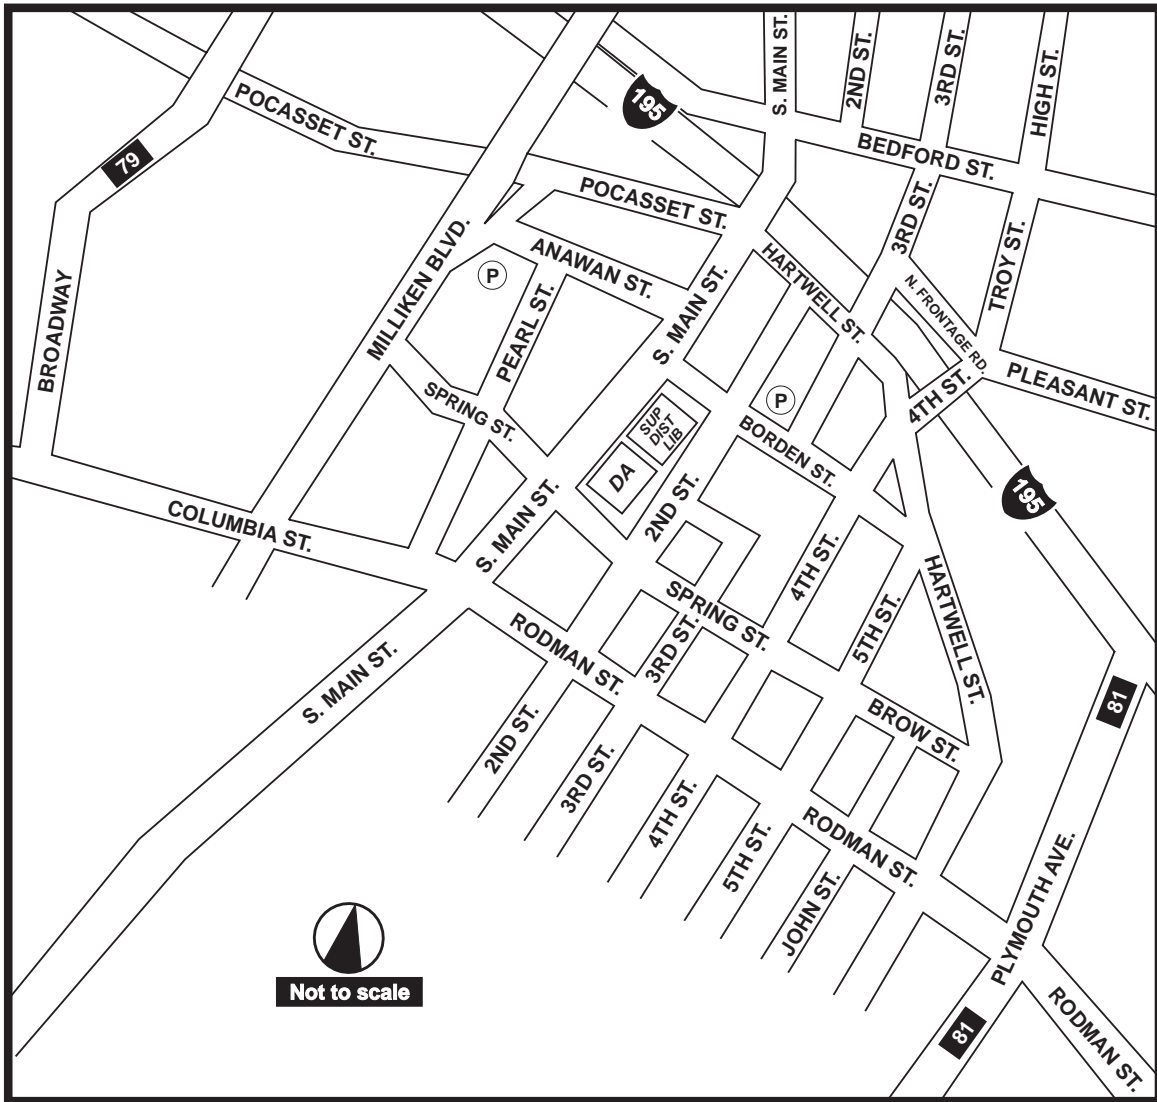 S. MAIN ST.
2ND ST.
3RD ST.
HIGH ST.
195
POCASSET ST.
79
BEDFORD ST.
POCASSET ST.
3RD ST.
TROY ST.
MILLIKEN BLVD.
ANAWAN ST.
HARTWELL ST.
N. FRONTAGE RD.
P
BROADWAY
PEARL ST.
S. MAIN ST.
PLEASANT ST.
4TH ST.
SPRING ST.
P
SUP
DIST
LIB
BORDEN ST.
DA
195
2ND ST.
COLUMBIA ST.
S. MAIN ST.
4TH ST.
HARTWELL ST.
SPRING ST.
5TH ST.
RODMAN ST.
3RD ST.
S. MAIN ST.
81
BROW ST.
2ND ST.
3RD ST.
4TH ST.
5TH ST.
RODMAN ST.
JOHN ST.
PLYMOUTH AVE.
Not to scale
81
RODMAN ST.